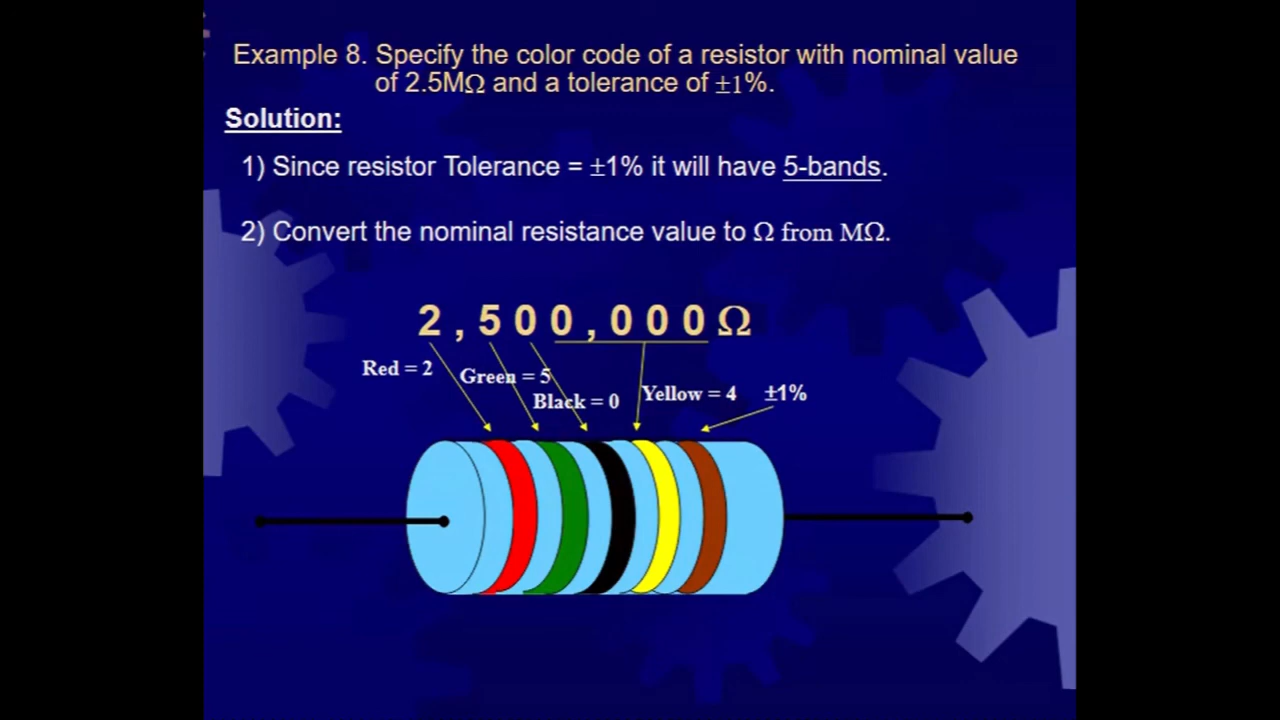 Example 8. Specify the color code of a resistor with nominal value
of 2.5MΩ and a tolerance of ±1%.
Solution:
1) Since resistor Tolerance = ±1% it will have 5-bands.
2) Convert the nominal resistance value to Ω from MΩ.
2,500,000Ω
Red = 2
Green = 5
Black = 0
Yellow = 4
±1%